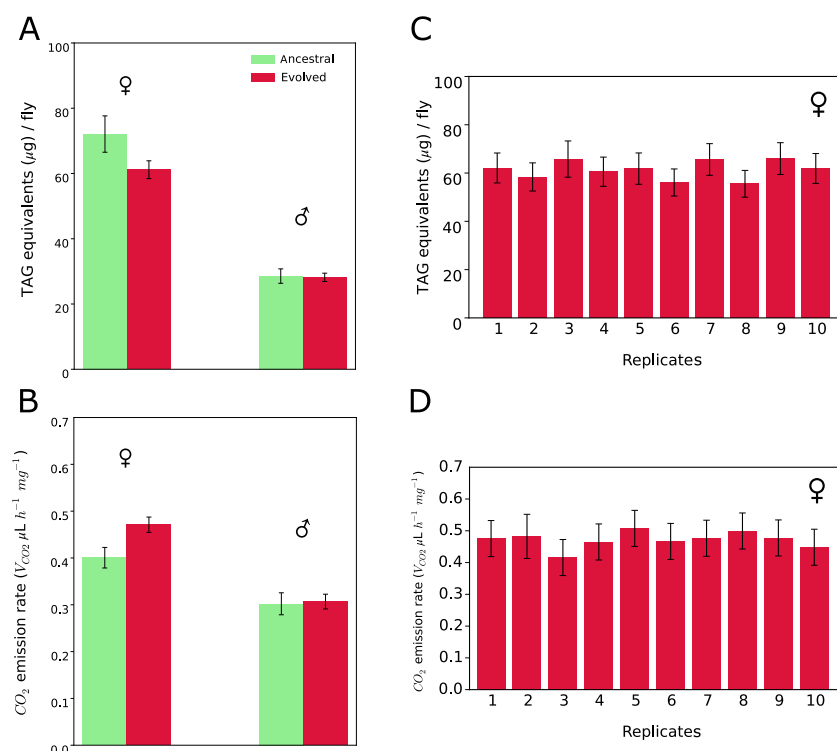 A
TAG equivalents (μg) / fly
100
80
60
40
20
0
♀
♂
Ancestral
Evolved
B
CO₂ emission rate (V_CO2 μL h⁻¹ mg⁻¹)
0.7
0.6
0.5
0.4
0.3
0.2
0.1
0.0
♀
♂
C
TAG equivalents (μg) / fly
100
80
60
40
20
0
♀
1 2 3 4 5 6 7 8 9 10
Replicates
D
CO₂ emission rate (V_CO2 μL h⁻¹ mg⁻¹)
0.7
0.6
0.5
0.4
0.3
0.2
0.1
0.0
♀
1 2 3 4 5 6 7 8 9 10
Replicates